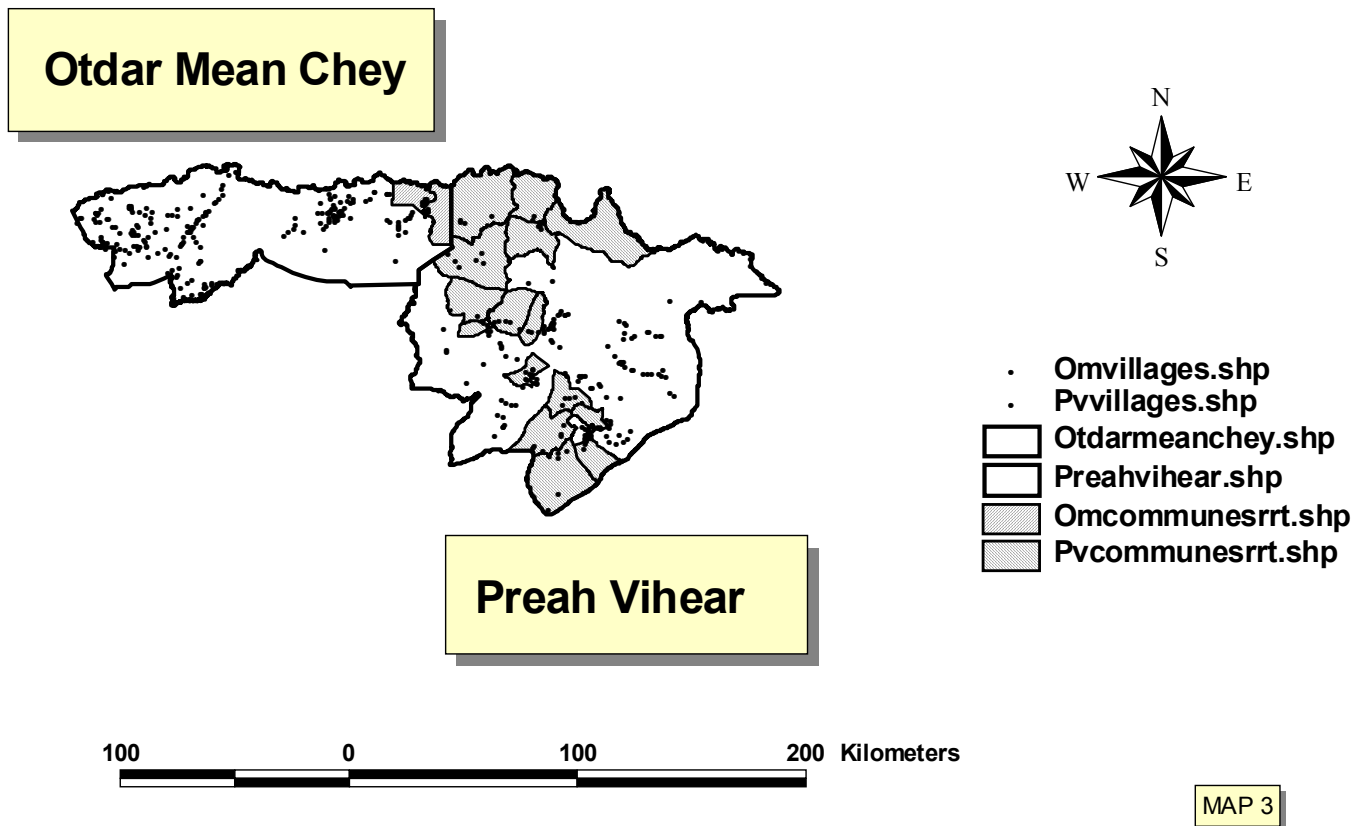 Otdar Mean Chey
N
W
E
S
Omvillages.shp
Pvvillages.shp
Otdarmeanchey.shp
Preahvihear.shp
Omcommunesrrt.shp
Pvcommunesrrt.shp
Preah Vihear
100 0 100 200 Kilometers
MAP 3